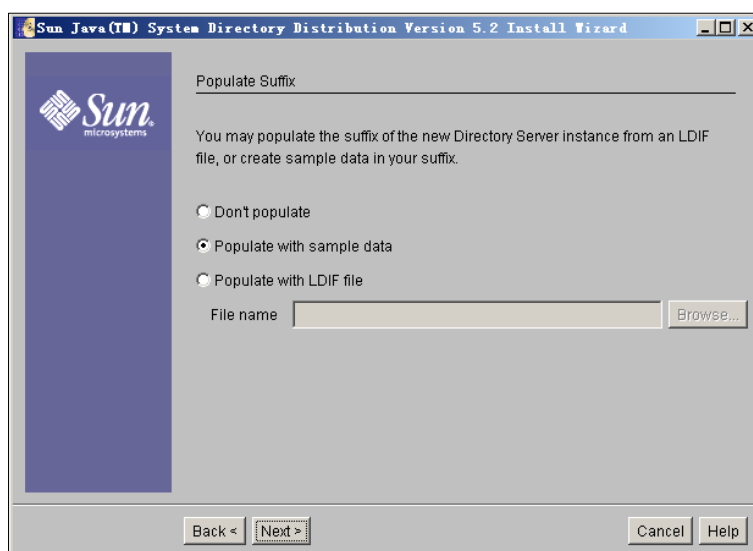 Sun Java(TM) System Directory Distribution Version 5.2 Install Wizard
Sun.
microsystems
Populate Suffix
You may populate the suffix of the new Directory Server instance from an LDIF
file, or create sample data in your suffix.
Don't populate
Populate with sample data
Populate with LDIF file
File name
Browse...
Back <
Next >
Cancel
Help